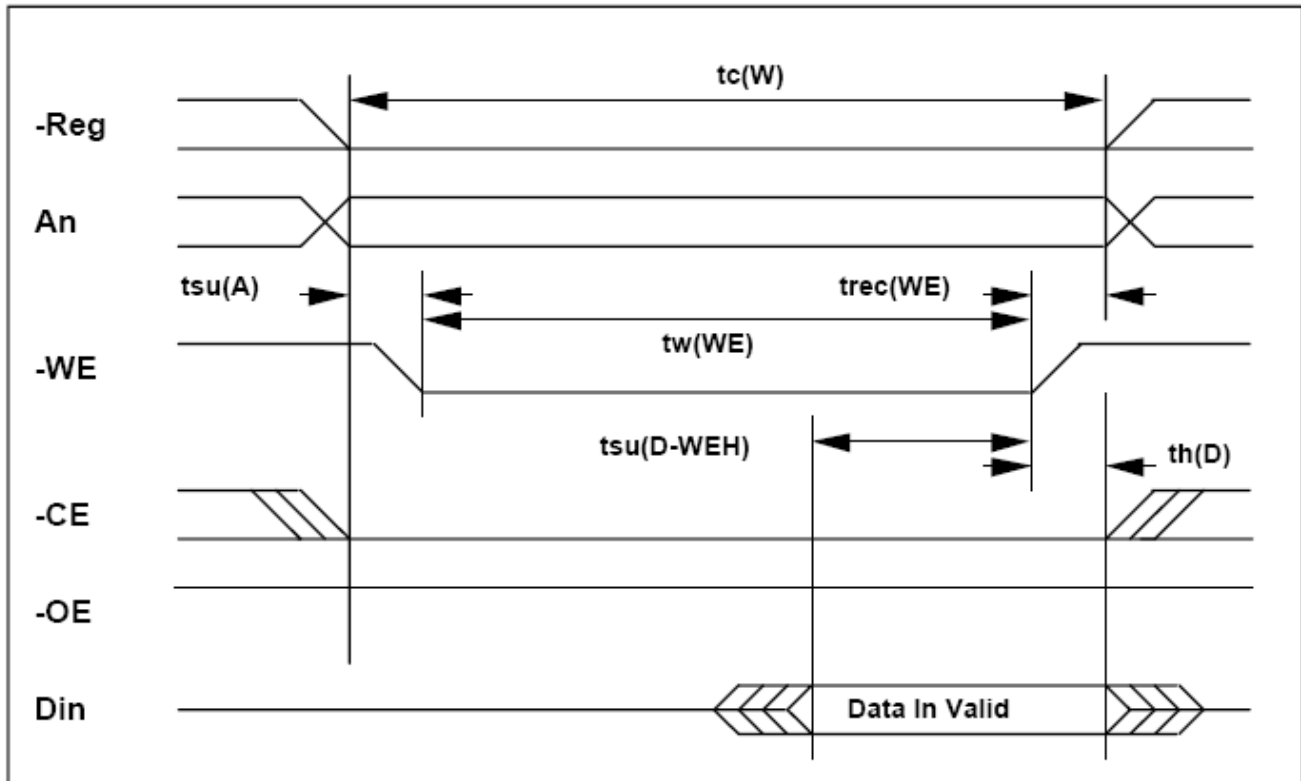 tc(W)
-Reg
An
tsu(A)
trec(WE)
tw(WE)
-WE
tsu(D-WEH)
th(D)
-CE
-OE
Din
Data In Valid